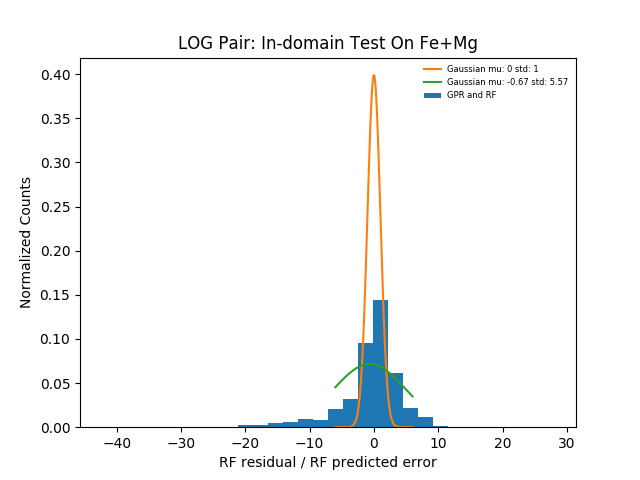 LOG Pair: In-domain Test On Fe+Mg
Gaussian mu: 0 std: 1
Gaussian mu: -0.67 std: 5.57
GPR and RF
Normalized Counts
0.40
0.35
0.30
0.25
0.20
0.15
0.10
0.05
0.00
−40 −30 −20 −10 0 10 20 30
RF residual / RF predicted error